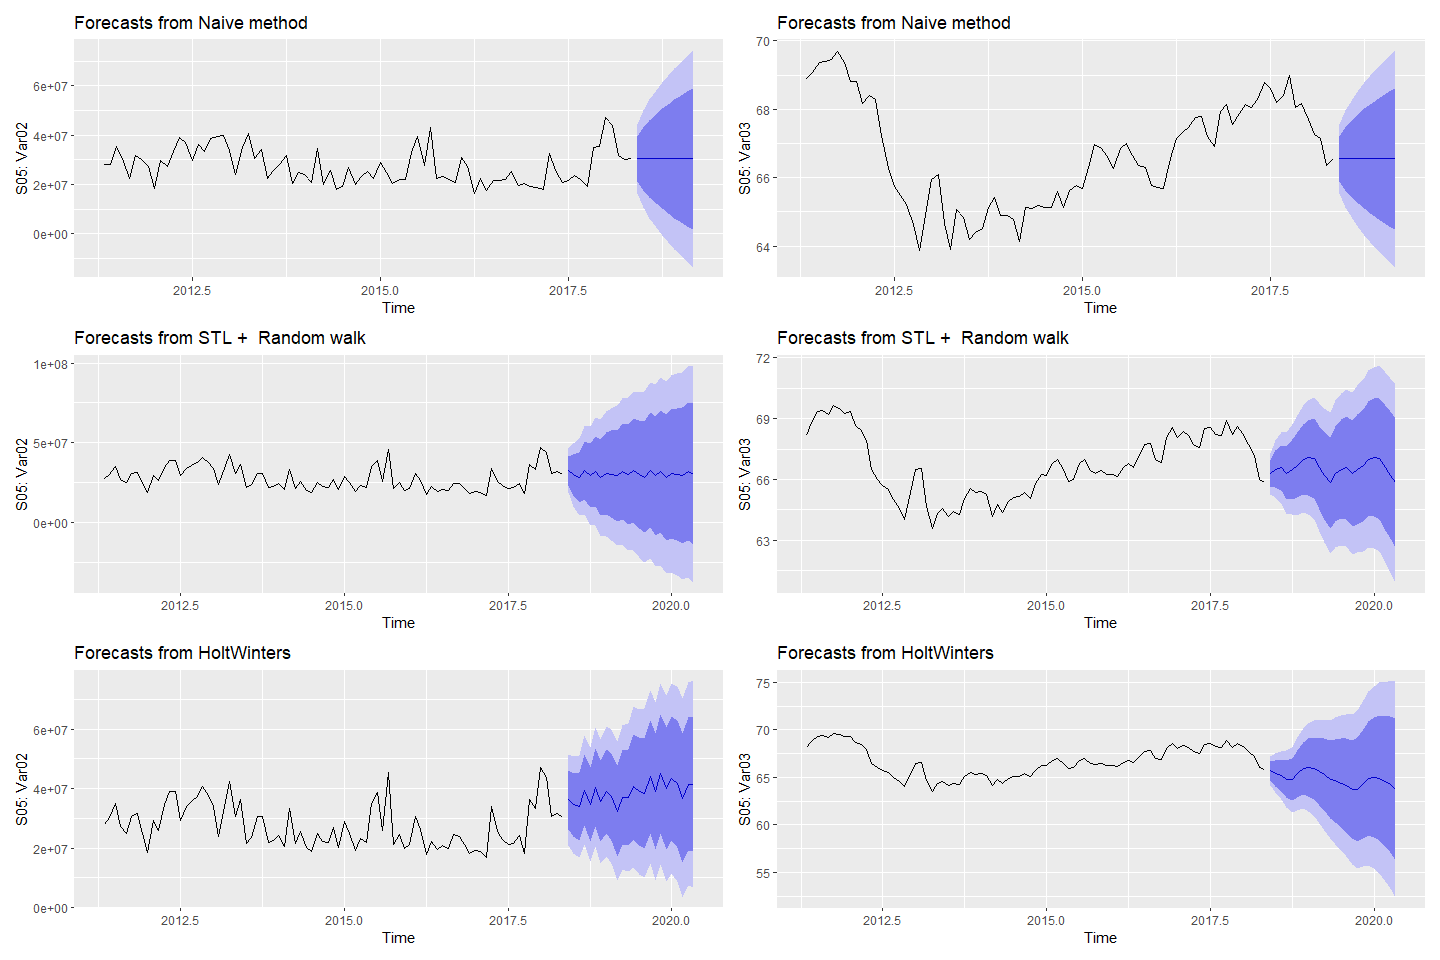 Forecasts from Naive method
S05: Var02
6e+07
4e+07
2e+07
0e+00
2012.5 2015.0 2017.5
Time
Forecasts from Naive method
S05: Var03
70
68
66
64
2012.5 2015.0 2017.5
Time
Forecasts from STL +  Random walk
S05: Var02
1e+08
5e+07
0e+00
2012.5 2015.0 2017.5 2020.0
Time
Forecasts from STL +  Random walk
S05: Var03
72
69
66
63
2012.5 2015.0 2017.5 2020.0
Time
Forecasts from HoltWinters
S05: Var02
6e+07
4e+07
2e+07
0e+00
2012.5 2015.0 2017.5 2020.0
Time
Forecasts from HoltWinters
S05: Var03
75
70
65
60
55
2012.5 2015.0 2017.5 2020.0
Time